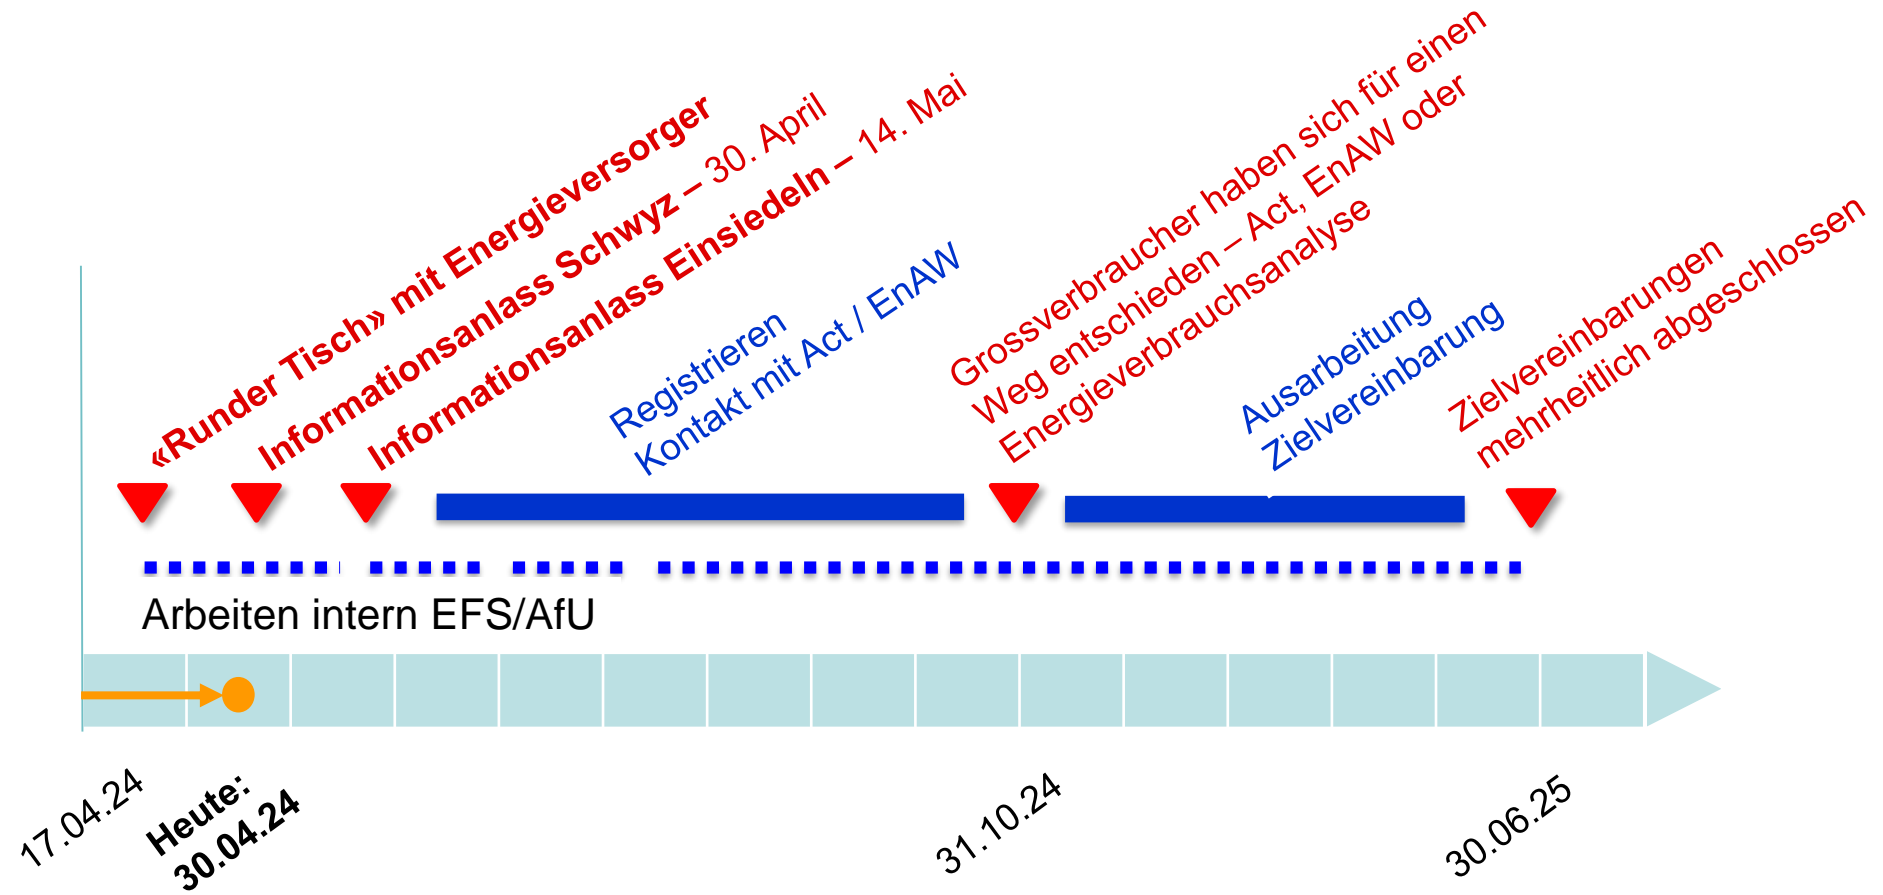 «Runder Tisch» mit Energieversorger
Informationsanlass Schwyz – 30. April
Informationsanlass Einsiedeln – 14. Mai
Registrieren
Kontakt mit Act / EnAW
Grossverbraucher haben sich für einen
Weg entschieden – Act, EnAW oder
Energieverbrauchsanalyse
Ausarbeitung
Zielvereinbarung
Zielvereinbarungen
mehrheitlich abgeschlossen
Arbeiten intern EFS/AfU
17.04.24
Heute:
30.04.24
31.10.24
30.06.25